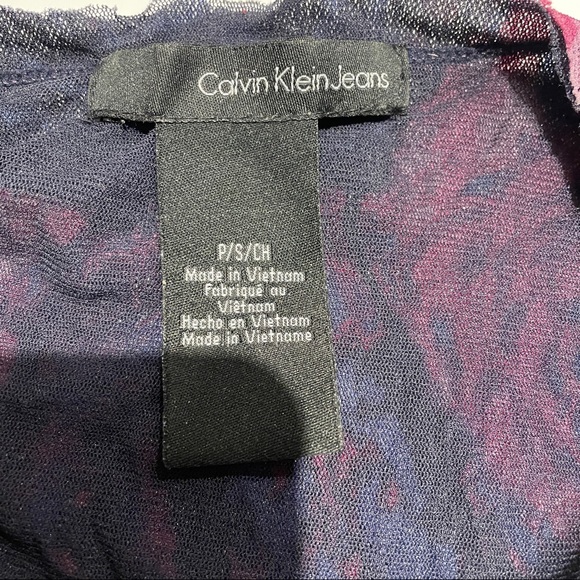 Calvin Klein Jeans
P/S/CH
Made in Vietnam
Fabriqué au
Viêtnam
Hecho en Vietnam
Made in Vietname